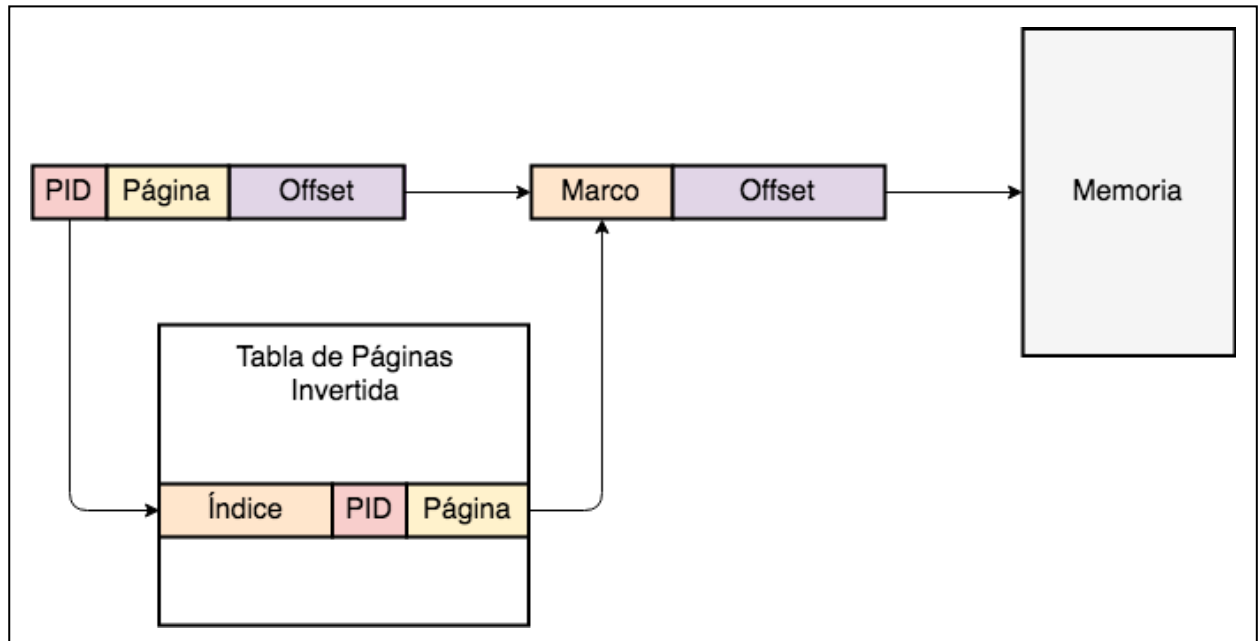 PID Página Offset
Marco Offset
Memoria
Tabla de Páginas
Invertida
Índice PID Página